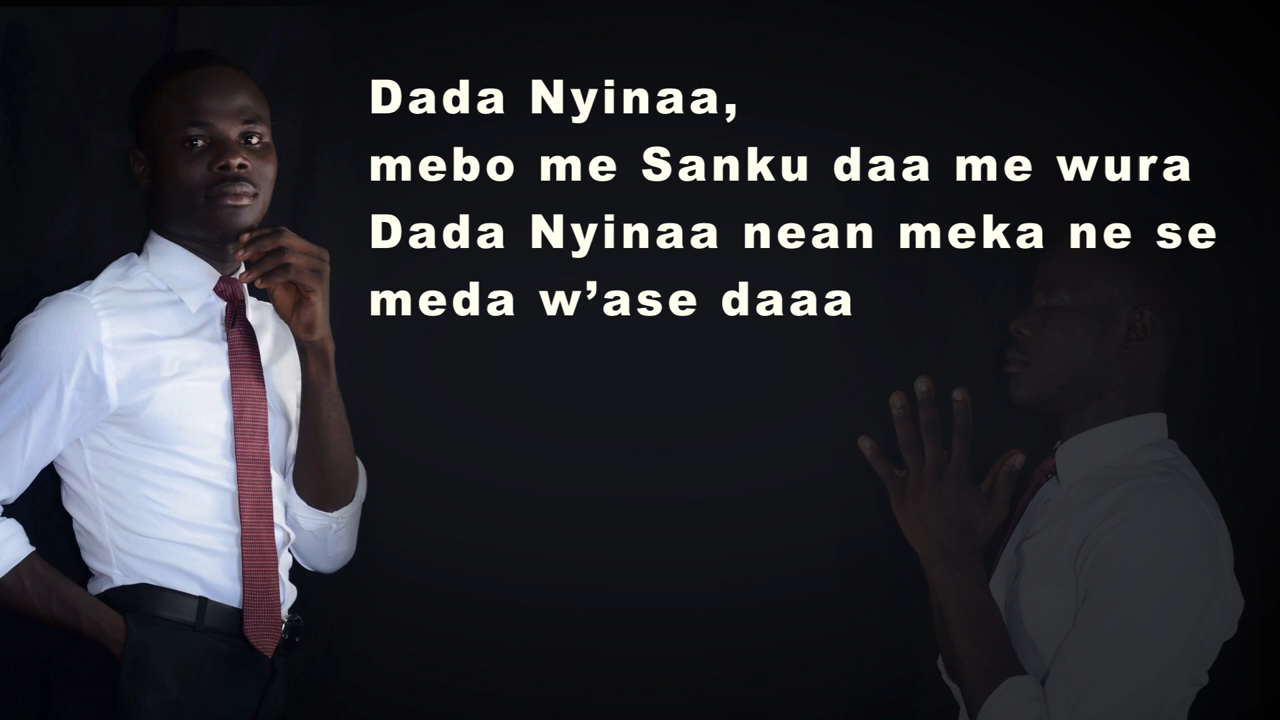 Dada Nyinaa,
mebo me Sanku daa me wura
Dada Nyinaa nean meka ne se
meda w’ase daaa